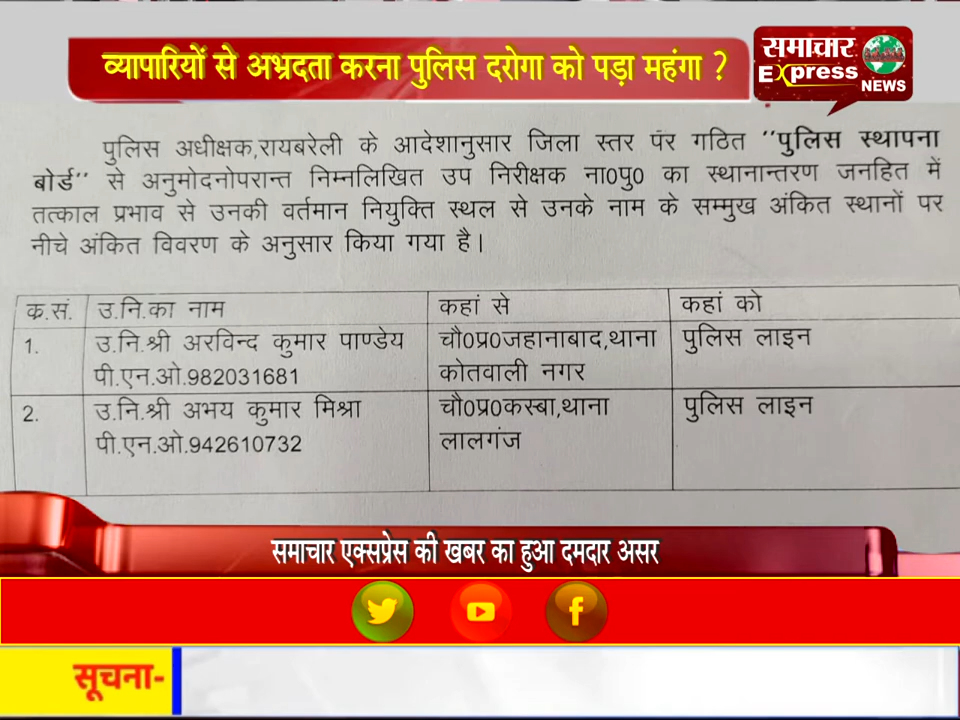 व्यापारियों से अभद्रता करना पुलिस दरोगा को पड़ा महंगा ?
समाचार
Express
NEWS
पुलिस अधीक्षक,रायबरेली के आदेशानुसार जिला स्तर पर गठित ''पुलिस स्थापना
बोर्ड'' से अनुमोदनोपरान्त निम्नलिखित उप निरीक्षक ना0पु0 का स्थानान्तरण जनहित में
तत्काल प्रभाव से उनकी वर्तमान नियुक्ति स्थल से उनके नाम के सम्मुख अंकित स्थानों पर
नीचे अंकित विवरण के अनुसार किया गया है।
क्र.सं. उ.नि.का नाम कहां से कहां को
1. उ.नि.श्री अरविन्द कुमार पाण्डेय चौ0प्र0जहानाबाद,थाना पुलिस लाइन
पी.एन.ओ.982031681 कोतवाली नगर
2. उ.नि.श्री अभय कुमार मिश्रा चौ0प्र0कस्बा,थाना पुलिस लाइन
पी.एन.ओ.942610732 लालगंज
समाचार एक्सप्रेस की खबर का हुआ दमदार असर
सूचना-